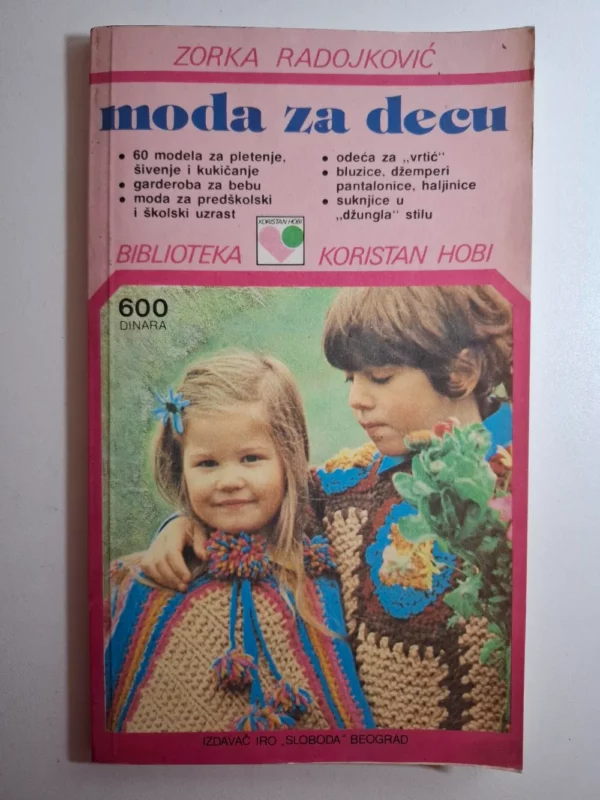 ZORKA RADOJKOVIĆ
moda za decu
• 60 modela za pletenje,
šivenje i kukičanje
• garderoba za bebu
• moda za predškolski
i školski uzrast
• odeća za „vrtić"
• bluzice, džemperi
pantalonice, haljinice
• suknjice u
„džungla" stilu
KORISTAN HOBI
BIBLIOTEKA KORISTAN HOBI
600
DINARA
IZDAVAČ IRO „SLOBODA" BEOGRAD